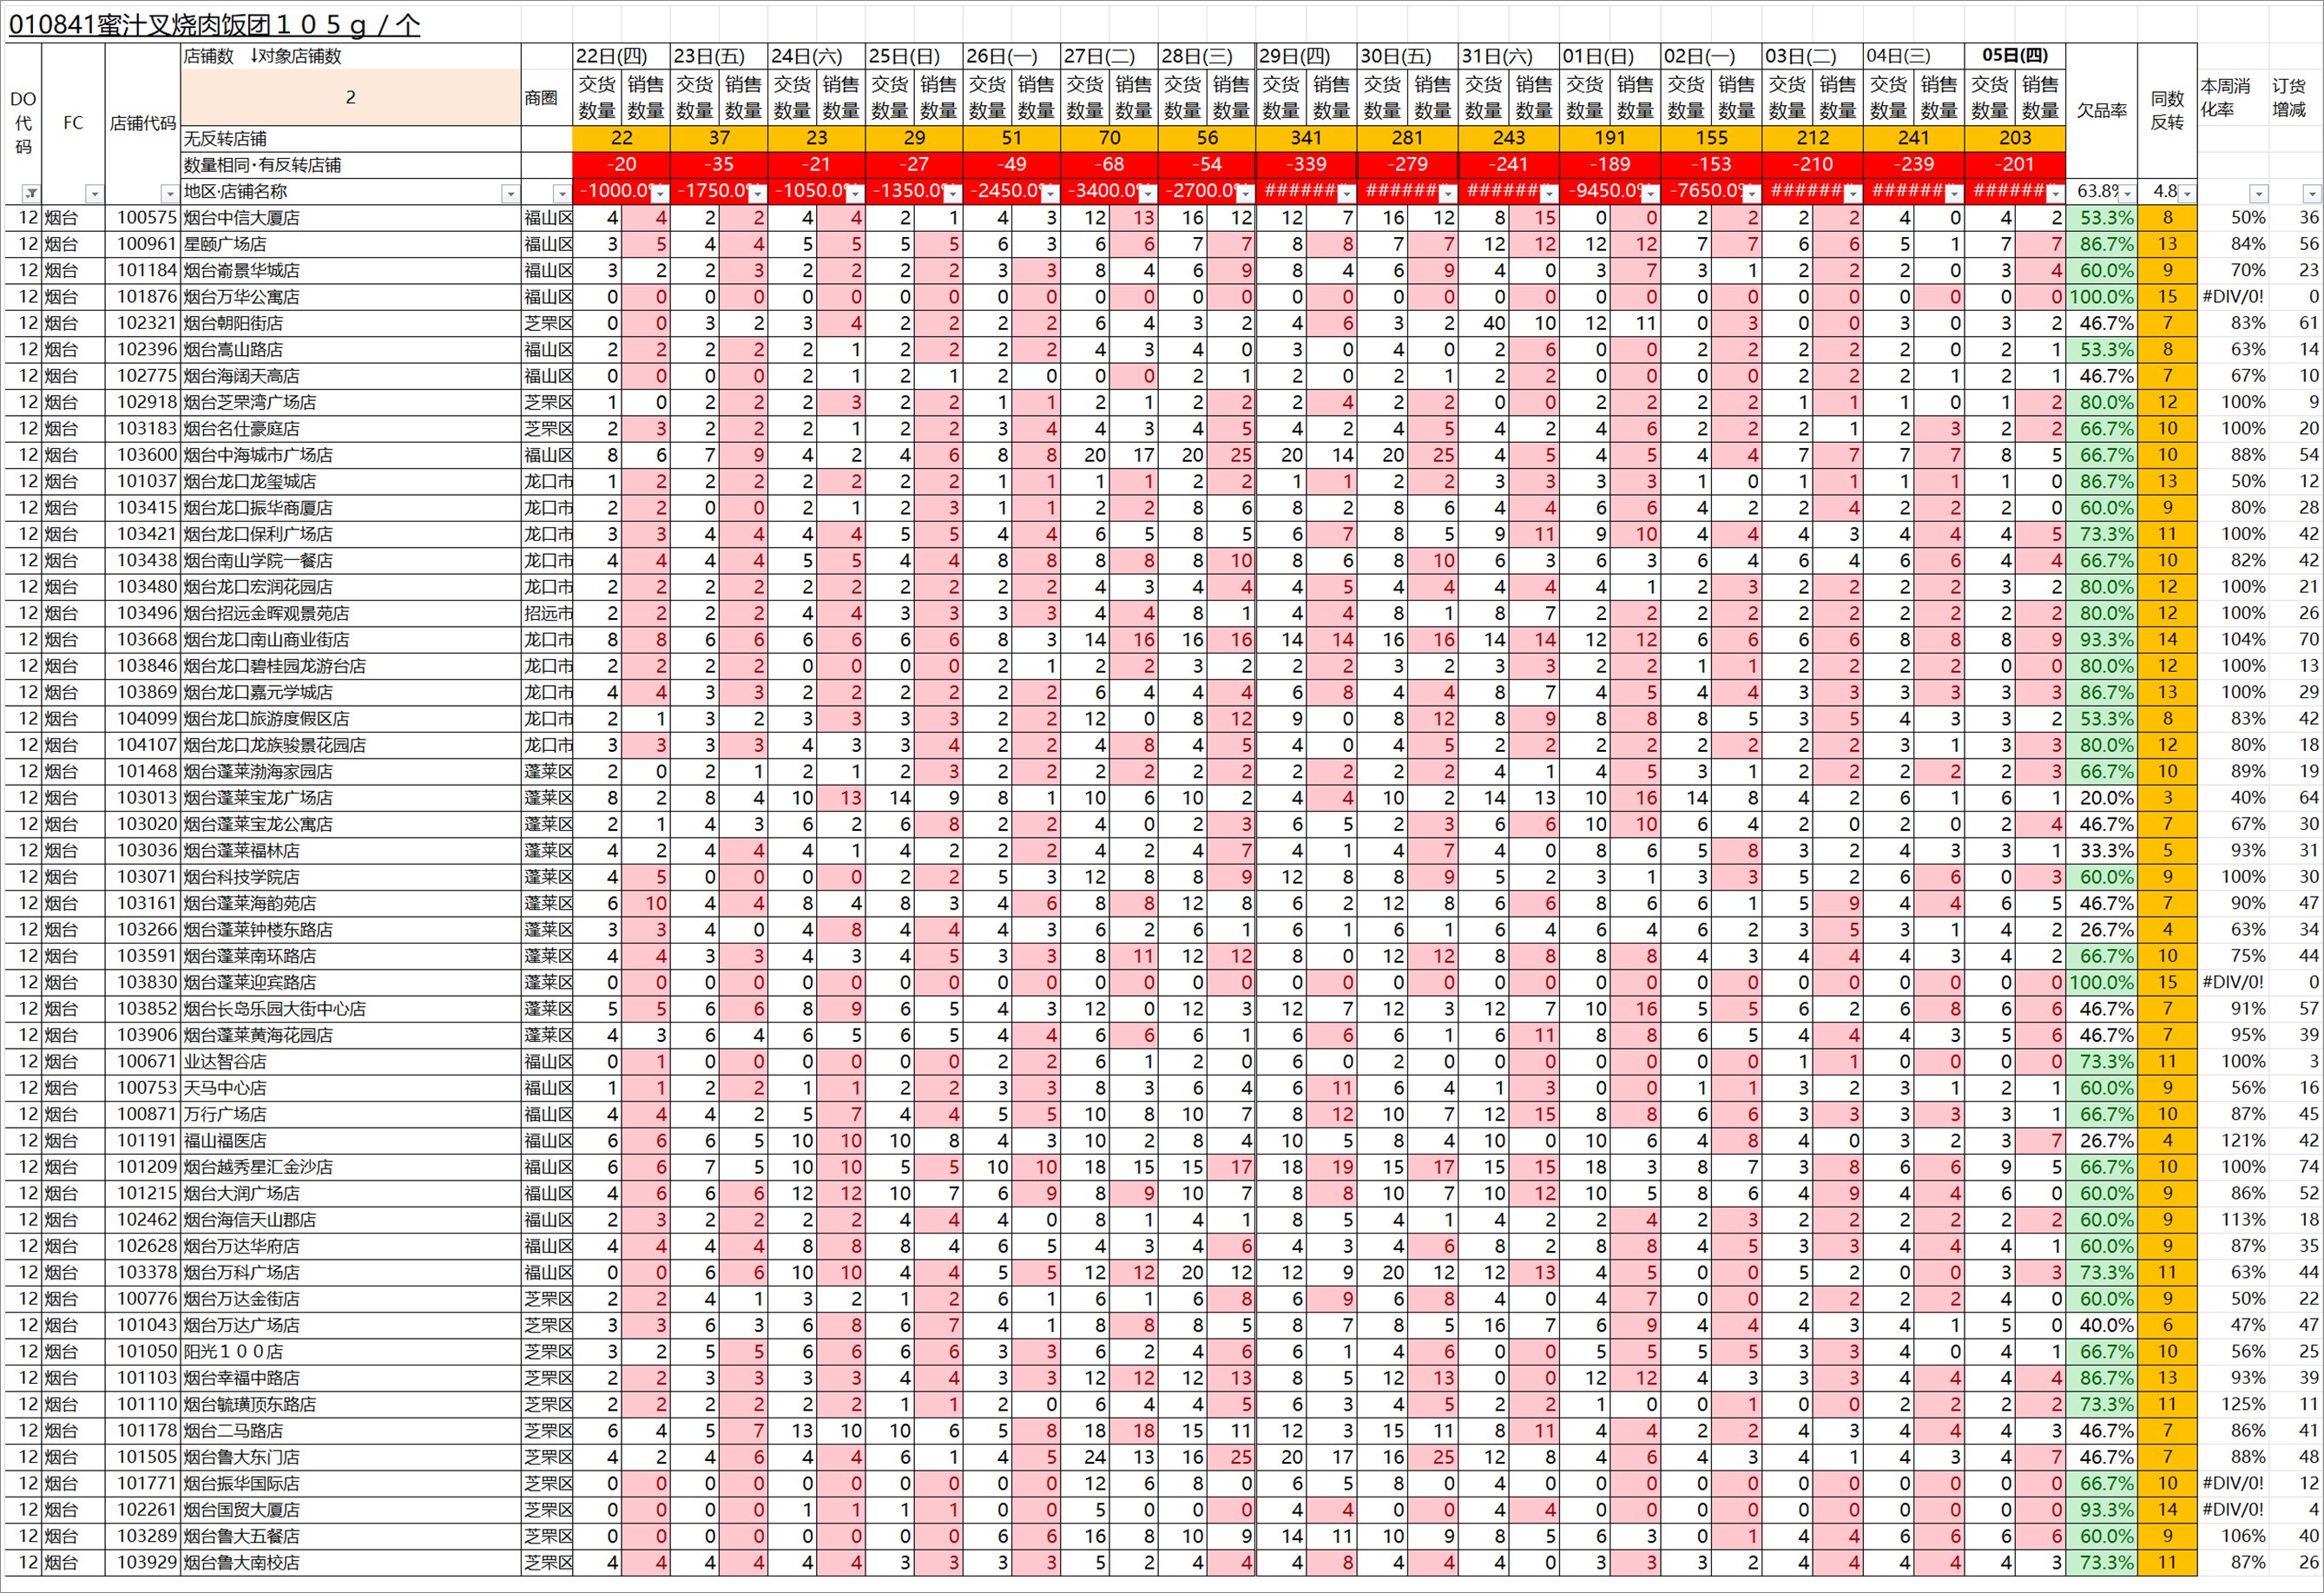 010841蜜汁叉烧肉饭团１０５ｇ／个
DO代码 FC 店铺代码 店铺数 ↓对象店铺数 商圈 22日(四) 23日(五) 24日(六) 25日(日) 26日(一) 27日(二) 28日(三) 29日(四) 30日(五) 31日(六) 01日(日) 02日(一) 03日(二) 04日(三) 05日(四) 欠品率 同数反转 本周消化率 订货增减
2 交货数量 销售数量 交货数量 销售数量 交货数量 销售数量 交货数量 销售数量 交货数量 销售数量 交货数量 销售数量 交货数量 销售数量 交货数量 销售数量 交货数量 销售数量 交货数量 销售数量 交货数量 销售数量 交货数量 销售数量 交货数量 销售数量 交货数量 销售数量 交货数量 销售数量
无反转店铺 22 37 23 29 51 70 56 341 281 243 191 155 212 241 203
数量相同·有反转店铺 -20 -35 -21 -27 -49 -68 -54 -339 -279 -241 -189 -153 -210 -239 -201
地区·店铺名称 -1000.0% -1750.0% -1050.0% -1350.0% -2450.0% -3400.0% -2700.0% ###### ###### ###### -9450.0% -7650.0% ###### ###### ###### 63.8% 4.8
12 烟台 100575 烟台中信大厦店 福山区 4 4 2 2 4 4 2 1 4 3 12 13 16 12 12 7 16 12 8 15 0 0 2 2 2 2 4 0 4 2 53.3% 8 50% 36
12 烟台 100961 星颐广场店 福山区 3 5 4 4 5 5 5 5 6 3 6 6 7 7 8 8 7 7 12 12 12 12 7 7 6 6 5 1 7 7 86.7% 13 84% 56
12 烟台 101184 烟台嵛景华城店 福山区 3 2 2 3 2 2 2 2 3 3 8 4 6 9 8 4 6 9 4 0 3 7 3 1 2 2 2 0 3 4 60.0% 9 70% 23
12 烟台 101876 烟台万华公寓店 福山区 0 0 0 0 0 0 0 0 0 0 0 0 0 0 0 0 0 0 0 0 0 0 0 0 0 0 0 0 0 0 100.0% 15 #DIV/0! 0
12 烟台 102321 烟台朝阳街店 芝罘区 0 0 3 2 3 4 2 2 2 2 6 4 3 2 4 6 3 2 40 10 12 11 0 3 0 0 3 0 3 2 46.7% 7 83% 61
12 烟台 102396 烟台嵩山路店 福山区 2 2 2 2 2 1 2 2 2 2 4 3 4 0 3 0 4 0 2 6 0 0 2 2 2 2 2 0 2 1 53.3% 8 63% 14
12 烟台 102775 烟台海阔天高店 福山区 0 0 0 0 2 1 2 1 2 0 0 0 2 1 2 0 2 1 2 2 0 0 0 0 2 2 2 1 2 1 46.7% 7 67% 10
12 烟台 102918 烟台芝罘湾广场店 芝罘区 1 0 2 2 2 3 2 2 1 1 2 1 2 2 2 4 2 2 0 0 2 2 2 2 1 1 1 0 1 2 80.0% 12 100% 9
12 烟台 103183 烟台名仕豪庭店 芝罘区 2 3 2 2 2 1 2 2 3 4 4 3 4 5 4 2 4 5 4 2 4 6 2 2 2 1 2 3 2 2 66.7% 10 100% 20
12 烟台 103600 烟台中海城市广场店 福山区 8 6 7 9 4 2 4 6 8 8 20 17 20 25 20 14 20 25 4 5 4 5 4 4 7 7 7 7 8 5 66.7% 10 88% 54
12 烟台 101037 烟台龙口龙玺城店 龙口市 1 2 2 2 2 2 2 2 1 1 1 1 2 2 1 1 2 2 3 3 3 3 1 0 1 1 1 1 1 0 86.7% 13 50% 12
12 烟台 103415 烟台龙口振华商厦店 龙口市 2 2 0 0 2 1 2 3 1 1 2 2 8 6 8 2 8 6 4 4 6 6 4 2 2 4 2 2 2 0 60.0% 9 80% 28
12 烟台 103421 烟台龙口保利广场店 龙口市 3 3 4 4 4 4 5 5 4 4 6 5 8 5 6 7 8 5 9 11 9 10 4 4 4 3 4 4 4 5 73.3% 11 100% 42
12 烟台 103438 烟台南山学院一餐店 龙口市 4 4 4 4 5 5 4 4 8 8 8 8 8 10 8 6 8 10 6 3 6 3 6 4 6 4 6 6 4 4 66.7% 10 82% 42
12 烟台 103480 烟台龙口宏润花园店 龙口市 2 2 2 2 2 2 2 2 2 2 4 3 4 4 4 5 4 4 4 4 4 1 2 3 2 2 2 2 3 2 80.0% 12 100% 21
12 烟台 103496 烟台招远金晖观景苑店 招远市 2 2 2 2 4 4 3 3 3 3 4 4 8 1 4 4 8 1 8 7 2 2 2 2 2 2 2 2 2 2 80.0% 12 100% 26
12 烟台 103668 烟台龙口南山商业街店 龙口市 8 8 6 6 6 6 6 6 8 3 14 16 16 16 14 14 16 16 14 14 12 12 6 6 6 6 8 8 8 9 93.3% 14 104% 70
12 烟台 103846 烟台龙口碧桂园龙游台店 龙口市 2 2 2 2 0 0 0 0 2 1 2 2 3 2 2 2 3 2 3 3 2 2 1 1 2 2 2 2 0 0 80.0% 12 100% 13
12 烟台 103869 烟台龙口嘉元学城店 龙口市 4 4 3 3 2 2 2 2 2 2 6 4 4 4 6 8 4 4 8 7 4 5 4 4 3 3 3 3 3 3 86.7% 13 100% 29
12 烟台 104099 烟台龙口旅游度假区店 龙口市 2 1 3 2 3 3 3 3 2 2 12 0 8 12 9 0 8 12 8 9 8 8 8 5 3 5 4 3 3 2 53.3% 8 83% 42
12 烟台 104107 烟台龙口龙族骏景花园店 龙口市 3 3 3 3 4 3 3 4 2 2 4 8 4 5 4 0 4 5 2 2 2 2 2 2 2 2 3 1 3 3 80.0% 12 80% 18
12 烟台 101468 烟台蓬莱渤海家园店 蓬莱区 2 0 2 1 2 1 2 3 2 2 2 2 2 2 2 2 2 2 4 1 4 5 3 1 2 2 2 2 2 3 66.7% 10 89% 19
12 烟台 103013 烟台蓬莱宝龙广场店 蓬莱区 8 2 8 4 10 13 14 9 8 1 10 6 10 2 4 4 10 2 14 13 10 16 14 8 4 2 6 1 6 1 20.0% 3 40% 64
12 烟台 103020 烟台蓬莱宝龙公寓店 蓬莱区 2 1 4 3 6 2 6 8 2 2 4 0 2 3 6 5 2 3 6 6 10 10 6 4 2 0 2 0 2 4 46.7% 7 67% 30
12 烟台 103036 烟台蓬莱福林店 蓬莱区 4 2 4 4 4 1 4 2 2 2 4 2 4 7 4 1 4 7 4 0 8 6 5 8 3 2 4 3 3 1 33.3% 5 93% 31
12 烟台 103071 烟台科技学院店 蓬莱区 4 5 0 0 0 0 2 2 5 3 12 8 8 9 12 8 8 9 5 2 3 1 3 3 5 2 6 6 0 3 60.0% 9 100% 30
12 烟台 103161 烟台蓬莱海韵苑店 蓬莱区 6 10 4 4 8 4 8 3 4 6 8 8 12 8 6 2 12 8 6 6 8 6 6 1 5 9 4 4 6 5 46.7% 7 90% 47
12 烟台 103266 烟台蓬莱钟楼东路店 蓬莱区 3 3 4 0 4 8 4 4 4 3 6 2 6 1 6 1 6 1 6 4 6 4 6 2 3 5 3 1 4 2 26.7% 4 63% 34
12 烟台 103591 烟台蓬莱南环路店 蓬莱区 4 4 3 3 4 3 4 5 3 3 8 11 12 12 8 0 12 12 8 8 8 8 4 3 4 4 4 3 4 2 66.7% 10 75% 44
12 烟台 103830 烟台蓬莱迎宾路店 蓬莱区 0 0 0 0 0 0 0 0 0 0 0 0 0 0 0 0 0 0 0 0 0 0 0 0 0 0 0 0 0 0 100.0% 15 #DIV/0! 0
12 烟台 103852 烟台长岛乐园大街中心店 蓬莱区 5 5 6 6 8 9 6 5 4 3 12 0 12 3 12 7 12 3 12 7 10 16 5 5 6 2 6 8 6 6 46.7% 7 91% 57
12 烟台 103906 烟台蓬莱黄海花园店 蓬莱区 4 3 6 4 6 5 6 5 4 4 6 6 6 1 6 6 6 1 6 11 8 8 6 5 4 4 4 3 5 6 46.7% 7 95% 39
12 烟台 100671 业达智谷店 福山区 0 1 0 0 0 0 0 0 2 2 6 1 2 0 6 0 2 0 0 0 0 0 0 0 1 1 0 0 0 0 73.3% 11 100% 3
12 烟台 100753 天马中心店 福山区 1 1 2 2 1 1 2 2 3 3 8 3 6 4 6 11 6 4 1 3 0 0 1 1 3 2 3 1 2 1 60.0% 9 56% 16
12 烟台 100871 万行广场店 福山区 4 4 4 2 5 7 4 4 5 5 10 8 10 7 8 12 10 7 12 15 8 8 6 6 3 3 3 3 3 1 66.7% 10 87% 45
12 烟台 101191 福山福医店 福山区 6 6 6 5 10 10 10 8 4 3 10 2 8 4 10 5 8 4 10 0 10 6 4 8 4 0 3 2 3 7 26.7% 4 121% 42
12 烟台 101209 烟台越秀星汇金沙店 福山区 6 6 7 5 10 10 5 5 10 10 18 15 15 17 18 19 15 17 15 15 18 3 8 7 3 8 6 6 9 5 66.7% 10 100% 74
12 烟台 101215 烟台大润广场店 福山区 4 6 6 6 12 12 10 7 6 9 8 9 10 7 8 8 10 7 10 12 10 5 8 6 4 9 4 4 6 0 60.0% 9 86% 52
12 烟台 102462 烟台海信天山郡店 福山区 2 3 2 2 2 2 4 4 4 0 8 1 4 1 8 5 4 1 4 2 2 4 2 3 2 2 2 2 2 2 60.0% 9 113% 18
12 烟台 102628 烟台万达华府店 福山区 4 4 4 4 8 8 8 4 6 5 4 3 4 6 4 3 4 6 8 2 8 8 4 5 3 3 4 4 4 1 60.0% 9 87% 35
12 烟台 103378 烟台万科广场店 福山区 0 0 6 6 10 10 4 4 5 5 12 12 20 12 12 9 20 12 12 13 4 5 0 0 5 2 0 0 3 3 73.3% 11 63% 44
12 烟台 100776 烟台万达金街店 芝罘区 2 2 4 1 3 2 1 2 6 1 6 1 6 8 6 9 6 8 4 0 4 7 0 0 2 2 2 2 4 0 60.0% 9 50% 22
12 烟台 101043 烟台万达广场店 芝罘区 3 3 6 3 6 8 6 7 4 1 8 8 8 5 8 7 8 5 16 7 6 9 4 4 4 3 4 1 5 0 40.0% 6 47% 47
12 烟台 101050 阳光１００店 芝罘区 3 2 5 5 6 6 6 6 3 3 6 2 4 6 6 1 4 6 0 0 5 5 5 5 3 3 4 0 4 1 66.7% 10 56% 25
12 烟台 101103 烟台幸福中路店 芝罘区 2 2 3 3 3 3 4 4 3 3 12 12 12 13 8 5 12 13 0 0 12 12 4 3 3 3 4 4 4 4 86.7% 13 93% 39
12 烟台 101110 烟台毓璜顶东路店 芝罘区 2 2 2 2 2 2 1 1 2 0 6 4 4 5 6 3 4 5 2 2 1 0 0 1 0 0 2 2 2 2 73.3% 11 125% 11
12 烟台 101178 烟台二马路店 芝罘区 6 4 5 7 13 10 10 6 5 8 18 18 15 11 12 3 15 11 8 11 4 4 2 2 4 3 4 4 4 3 46.7% 7 86% 41
12 烟台 101505 烟台鲁大东门店 芝罘区 4 2 4 6 4 4 6 1 4 5 24 13 16 25 20 17 16 25 12 8 4 6 4 3 4 1 4 3 4 7 46.7% 7 88% 48
12 烟台 101771 烟台振华国际店 芝罘区 0 0 0 0 0 0 0 0 0 0 12 6 8 0 6 5 8 0 4 0 0 0 0 0 0 0 0 0 0 0 66.7% 10 #DIV/0! 12
12 烟台 102261 烟台国贸大厦店 芝罘区 0 0 0 0 1 1 1 1 0 0 5 0 0 0 4 4 0 0 4 4 0 0 0 0 0 0 0 0 0 0 93.3% 14 #DIV/0! 4
12 烟台 103289 烟台鲁大五餐店 芝罘区 0 0 0 0 0 0 0 0 6 6 16 8 10 9 14 11 10 9 8 5 6 3 0 1 4 4 6 6 6 6 60.0% 9 106% 40
12 烟台 103929 烟台鲁大南校店 芝罘区 4 4 4 4 4 4 3 3 3 3 5 2 4 4 4 8 4 4 4 0 3 3 3 2 4 4 4 4 4 3 73.3% 11 87% 26